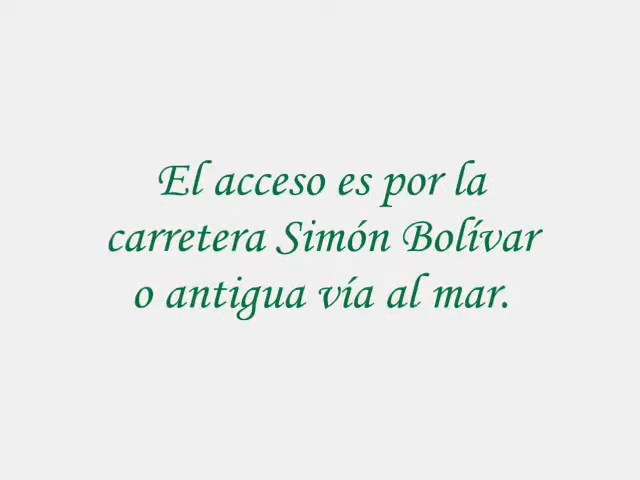 El acceso es por la
carretera Simón Bolívar
o antigua vía al mar.